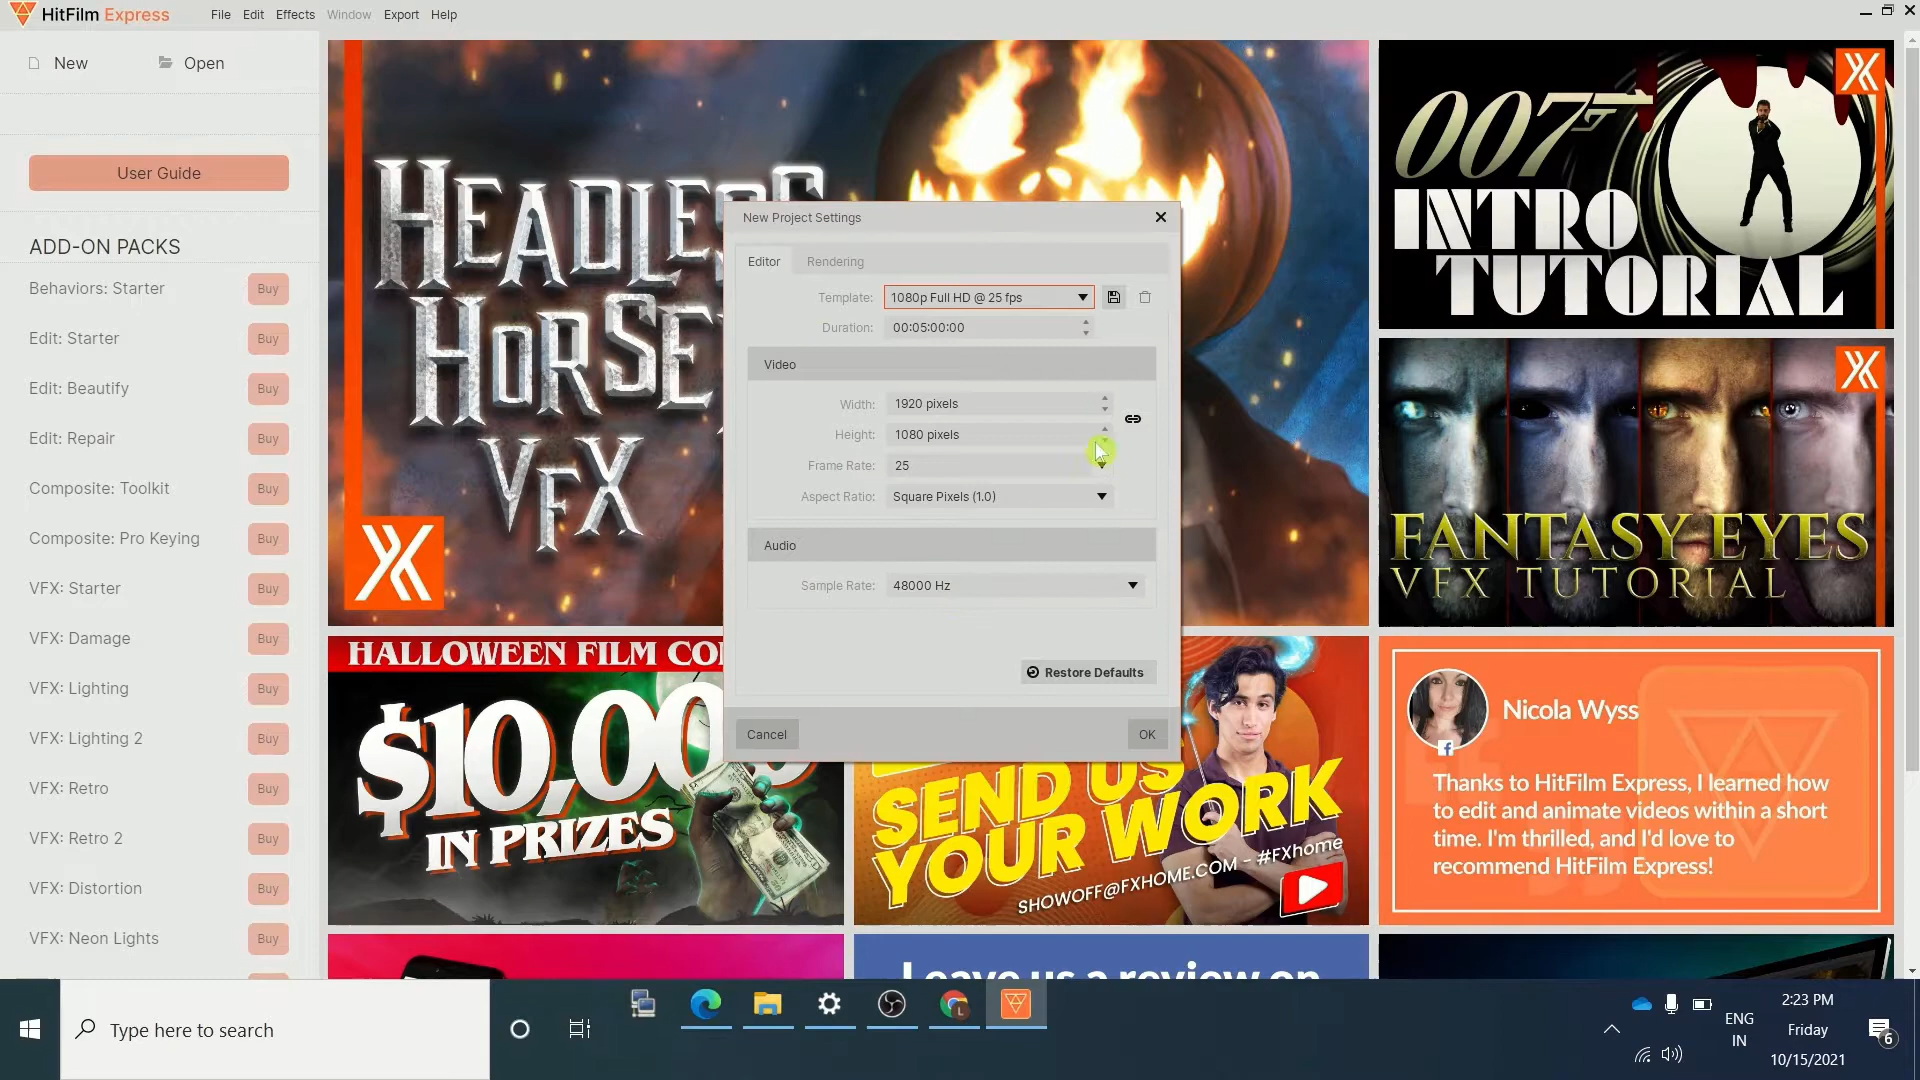 HitFilm Express
File Edit Effects Window Export Help
New Open
User Guide
ADD-ON PACKS
Behaviors: Starter Buy
Edit: Starter Buy
Edit: Beautify Buy
Edit: Repair Buy
Composite: Toolkit Buy
Composite: Pro Keying Buy
VFX: Starter Buy
VFX: Damage Buy
VFX: Lighting Buy
VFX: Lighting 2 Buy
VFX: Retro Buy
VFX: Retro 2 Buy
VFX: Distortion Buy
VFX: Neon Lights Buy
HEADLESS
HORSE
VFX
007
INTRO
TUTORIAL
FANTASY EYES
VFX TUTORIAL
New Project Settings
Editor Rendering
Template: 1080p Full HD @ 25 fps
Duration: 00:05:00:00
Video
Width: 1920 pixels
Height: 1080 pixels
Frame Rate: 25
Aspect Ratio: Square Pixels (1.0)
Audio
Sample Rate: 48000 Hz
Restore Defaults
Cancel OK
HALLOWEEN FILM CO
$10,000
IN PRIZES
SEND US
YOUR WORK
SHOWOFF@FXHOME.COM - #FXhome
Nicola Wyss
Thanks to HitFilm Express, I learned how
to edit and animate videos within a short
time. I'm thrilled, and I'd love to
recommend HitFilm Express!
Leave us a review on
Type here to search
ENG
IN
2:23 PM
Friday
10/15/2021
6